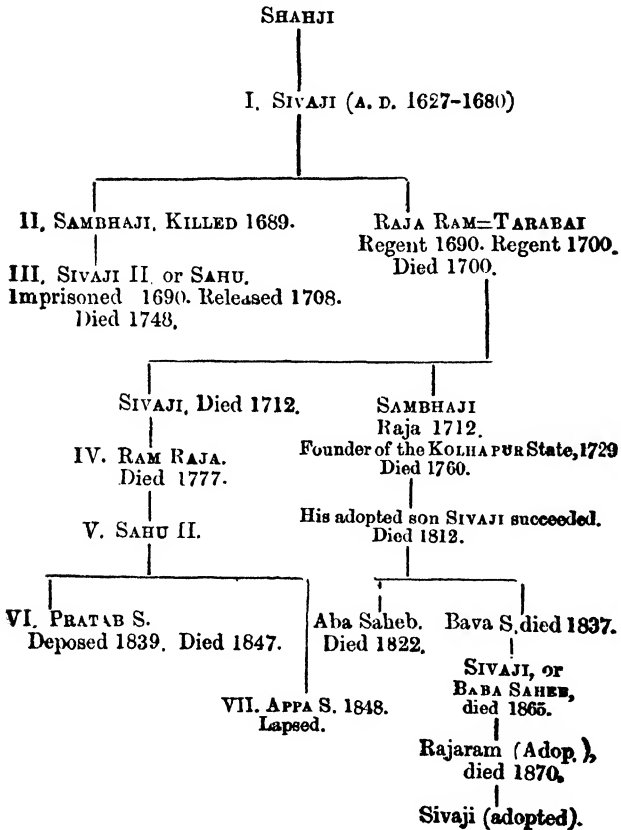 SHAHJI
I. SIVAJI (A. D. 1627-1680)
II. SAMBHAJI, KILLED 1689.
III. SIVAJI II. or SAHU.
Imprisoned 1690. Released 1708.
Died 1748.
RAJA RAM=TARABAI
Regent 1690. Regent 1700.
Died 1700.
SIVAJI, Died 1712.
IV. RAM RAJA.
Died 1777.
V. SAHU II.
SAMBHAJI
Raja 1712.
Founder of the KOLHAPUR State, 1729
Died 1760.
His adopted son SIVAJI succeeded.
Died 1812.
VI. PRATAB S.
Deposed 1839. Died 1847.
VII. APPA S. 1848.
Lapsed.
Aba Saheb.
Died 1822.
Bava S. died 1837.
SIVAJI, or
BABA SAHEB,
died 1865.
Rajaram (Adop.),
died 1870.
Sivaji (adopted).